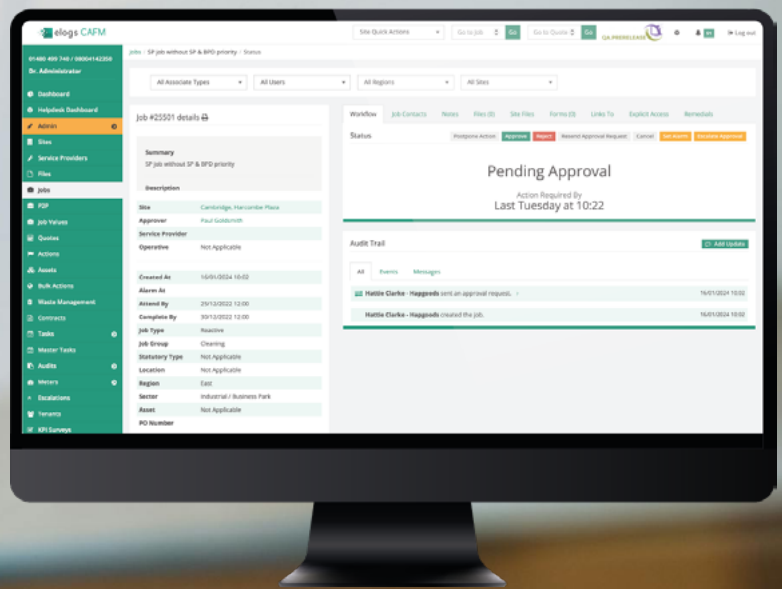 elogs CAFM
Site Quick Actions
Go to Job
Go
Go to Quote
Go
QA PRERELEASE
Log out
01480 499 740 / 08004142350
Dr. Administrator
Dashboard
Helpdesk Dashboard
Admin
Sites
Service Providers
Files
Jobs
P2P
Job Values
Quotes
Actions
Assets
Bulk Actions
Waste Management
Contracts
Tasks
Master Tasks
Audits
Meters
Escalations
Tenants
KPI Surveys
Jobs / SP job without SP & BPD priority / Status
All Associate Types
All Users
All Regions
All Sites
Job #25501 details
Summary
SP job without SP & BPD priority
Description
Site Cambridge, Harcombe Plaza
Approver Paul Goldsmith
Service Provider
Operative Not Applicable
Created At 16/01/2024 10:02
Alarm At
Attend By 29/12/2022 12:00
Complete By 30/12/2022 12:00
Job Type Reactive
Job Group Cleaning
Statutory Type Not Applicable
Location Not Applicable
Region East
Sector Industrial / Business Park
Asset Not Applicable
PO Number
Workflow
Job Contacts
Notes
Files (0)
Site Files
Forms (0)
Links To
Explicit Access
Remedials
Status
Postpone Action
Approve
Reject
Resend Approval Request
Cancel
Set Alarm
Escalate Approval
Pending Approval
Action Required By
Last Tuesday at 10:22
Audit Trail
Add Update
All
Events
Messages
Hattie Clarke - Hapgoods sent an approval request. 16/01/2024 10:02
Hattie Clarke - Hapgoods created the job. 16/01/2024 10:02